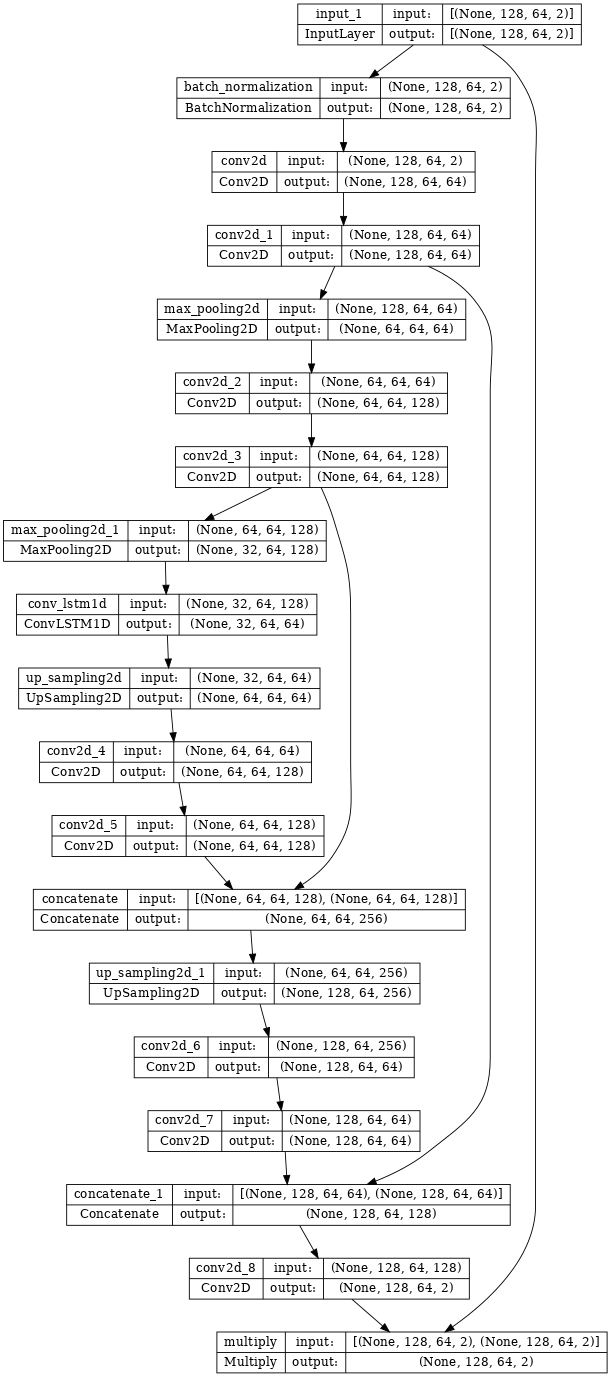 input_1 input: [(None, 128, 64, 2)]
InputLayer output: [(None, 128, 64, 2)]
batch_normalization input: (None, 128, 64, 2)
BatchNormalization output: (None, 128, 64, 2)
conv2d input: (None, 128, 64, 2)
Conv2D output: (None, 128, 64, 64)
conv2d_1 input: (None, 128, 64, 64)
Conv2D output: (None, 128, 64, 64)
max_pooling2d input: (None, 128, 64, 64)
MaxPooling2D output: (None, 64, 64, 64)
conv2d_2 input: (None, 64, 64, 64)
Conv2D output: (None, 64, 64, 128)
conv2d_3 input: (None, 64, 64, 128)
Conv2D output: (None, 64, 64, 128)
max_pooling2d_1 input: (None, 64, 64, 128)
MaxPooling2D output: (None, 32, 64, 128)
conv_lstm1d input: (None, 32, 64, 128)
ConvLSTM1D output: (None, 32, 64, 64)
up_sampling2d input: (None, 32, 64, 64)
UpSampling2D output: (None, 64, 64, 64)
conv2d_4 input: (None, 64, 64, 64)
Conv2D output: (None, 64, 64, 128)
conv2d_5 input: (None, 64, 64, 128)
Conv2D output: (None, 64, 64, 128)
concatenate input: [(None, 64, 64, 128), (None, 64, 64, 128)]
Concatenate output: (None, 64, 64, 256)
up_sampling2d_1 input: (None, 64, 64, 256)
UpSampling2D output: (None, 128, 64, 256)
conv2d_6 input: (None, 128, 64, 256)
Conv2D output: (None, 128, 64, 64)
conv2d_7 input: (None, 128, 64, 64)
Conv2D output: (None, 128, 64, 64)
concatenate_1 input: [(None, 128, 64, 64), (None, 128, 64, 64)]
Concatenate output: (None, 128, 64, 128)
conv2d_8 input: (None, 128, 64, 128)
Conv2D output: (None, 128, 64, 2)
multiply input: [(None, 128, 64, 2), (None, 128, 64, 2)]
Multiply output: (None, 128, 64, 2)